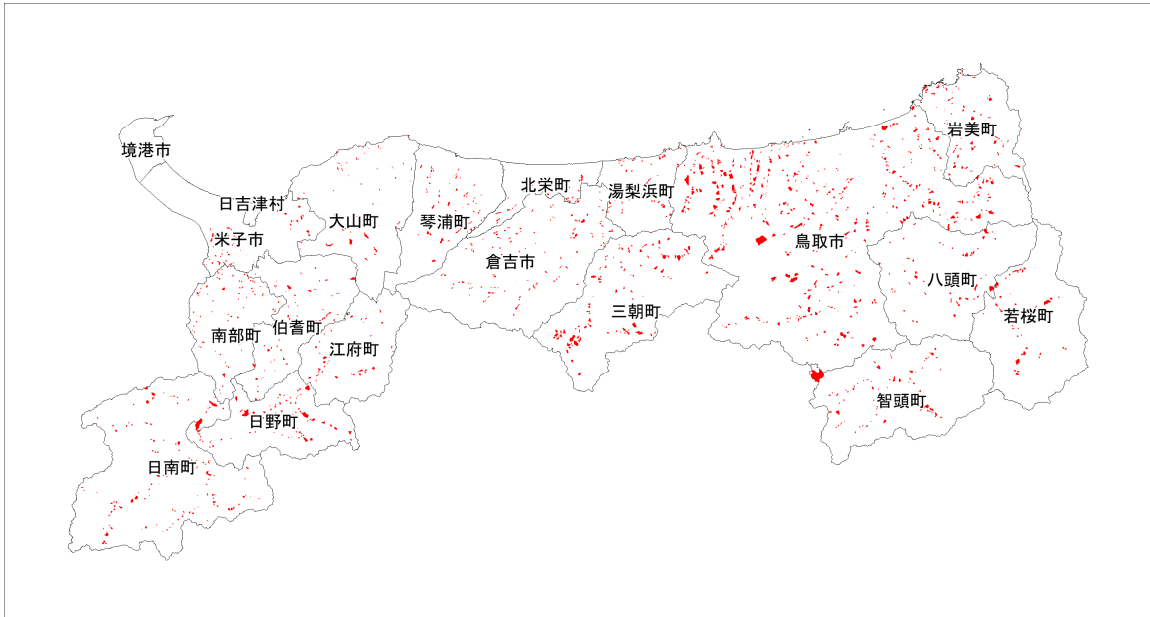 岩美町
境港市
北栄町
湯梨浜町
日吉津村
大山町
琴浦町
米子市
鳥取市
倉吉市
八頭町
三朝町
若桜町
伯耆町
南部町
江府町
智頭町
日野町
日南町